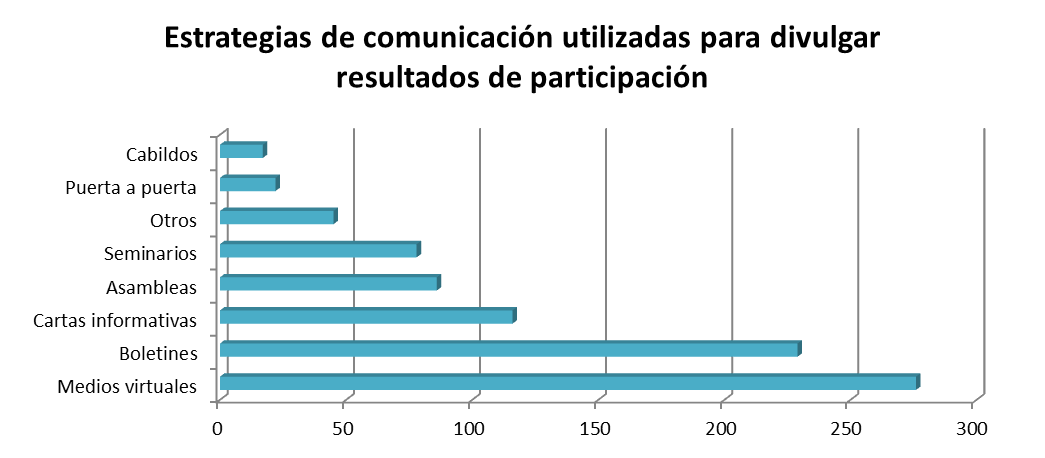 Estrategias de comunicación utilizadas para divulgar
resultados de participación
Cabildos
Puerta a puerta
Otros
Seminarios
Asambleas
Cartas informativas
Boletines
Medios virtuales
0 50 100 150 200 250 300